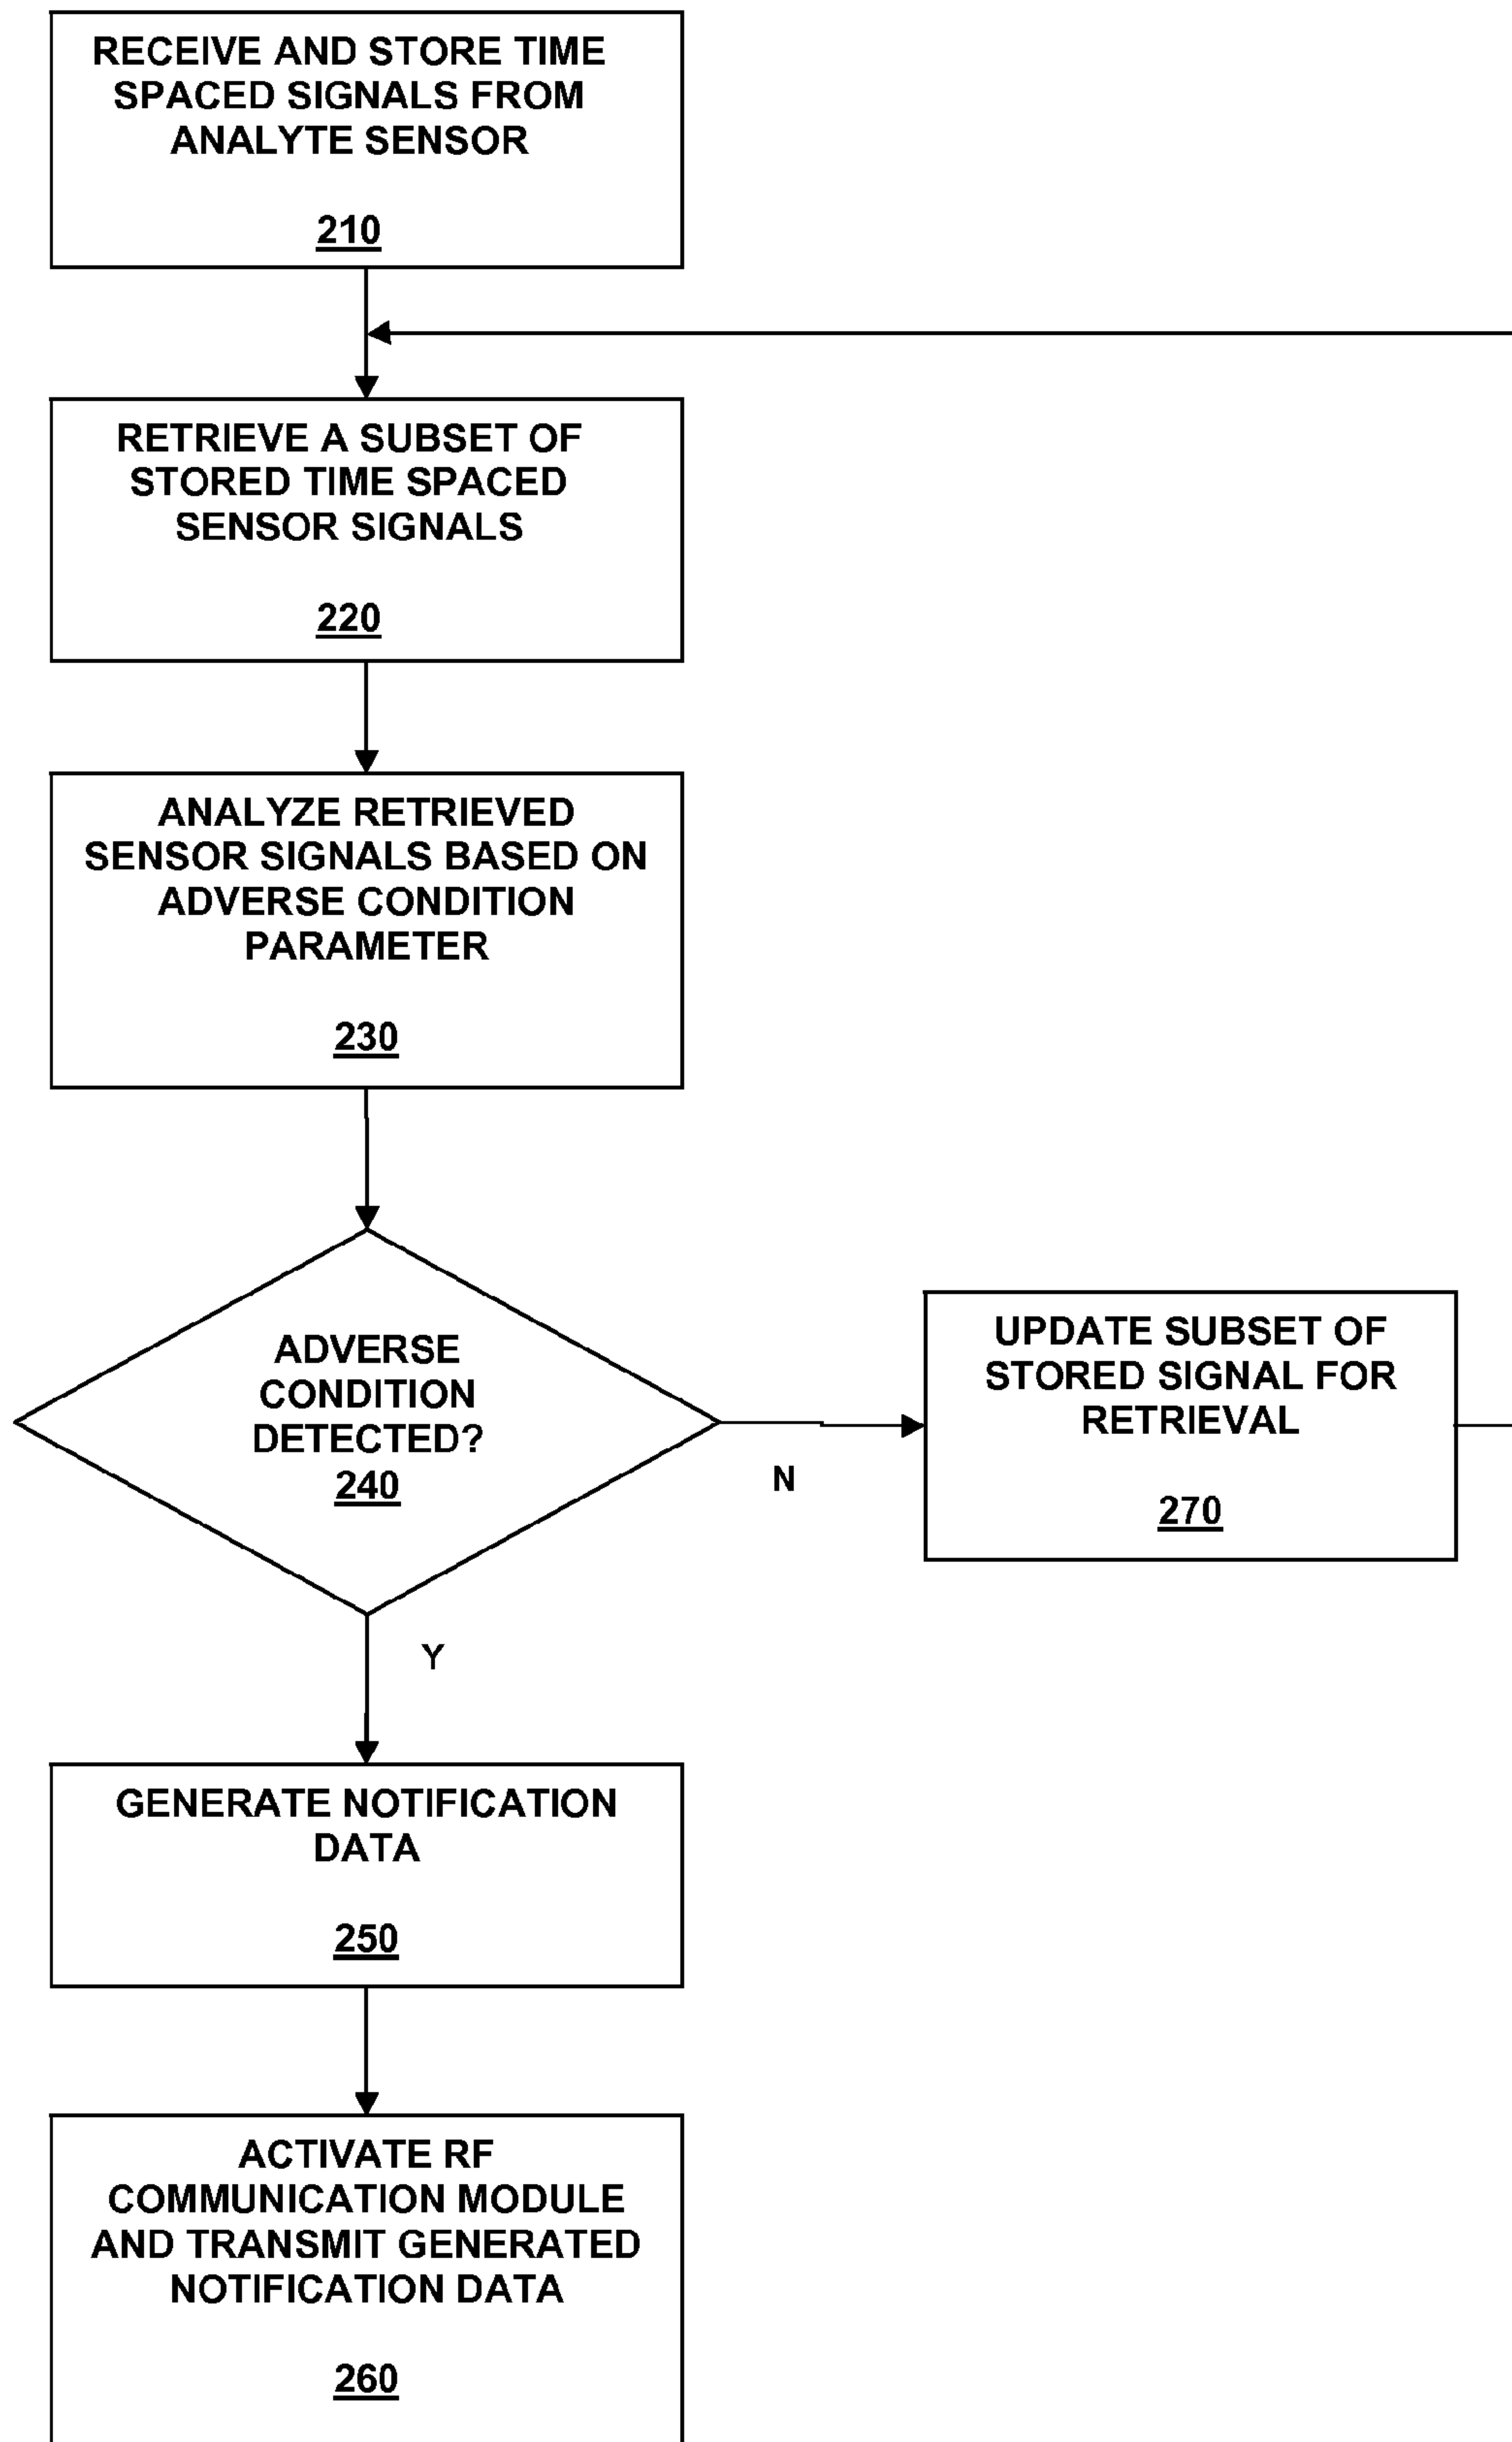 RECEIVE AND STORE TIME
SPACED SIGNALS FROM
ANALYTE SENSOR
210
RETRIEVE A SUBSET OF
STORED TIME SPACED
SENSOR SIGNALS
220
ANALYZE RETRIEVED
SENSOR SIGNALS BASED ON
ADVERSE CONDITION
PARAMETER
230
ADVERSE
CONDITION
DETECTED?
240
N
UPDATE SUBSET OF
STORED SIGNAL FOR
RETRIEVAL
270
Y
GENERATE NOTIFICATION
DATA
250
ACTIVATE RF
COMMUNICATION MODULE
AND TRANSMIT GENERATED
NOTIFICATION DATA
260